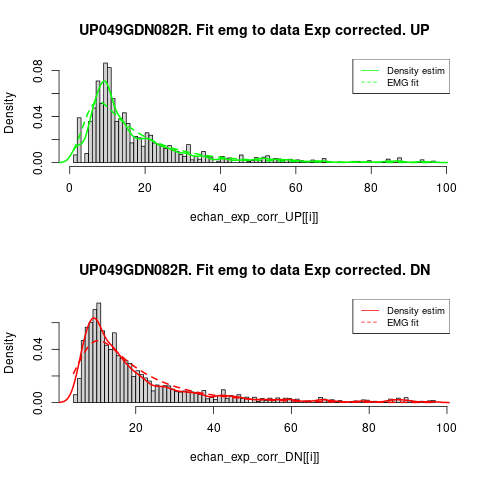 UP049GDN082R. Fit emg to data Exp corrected. UP
Density
0.00 0.04 0.08
Density estim
EMG fit
0 20 40 60 80 100
echan_exp_corr_UP[[i]]
UP049GDN082R. Fit emg to data Exp corrected. DN
Density
0.00 0.04
Density estim
EMG fit
20 40 60 80 100
echan_exp_corr_DN[[i]]